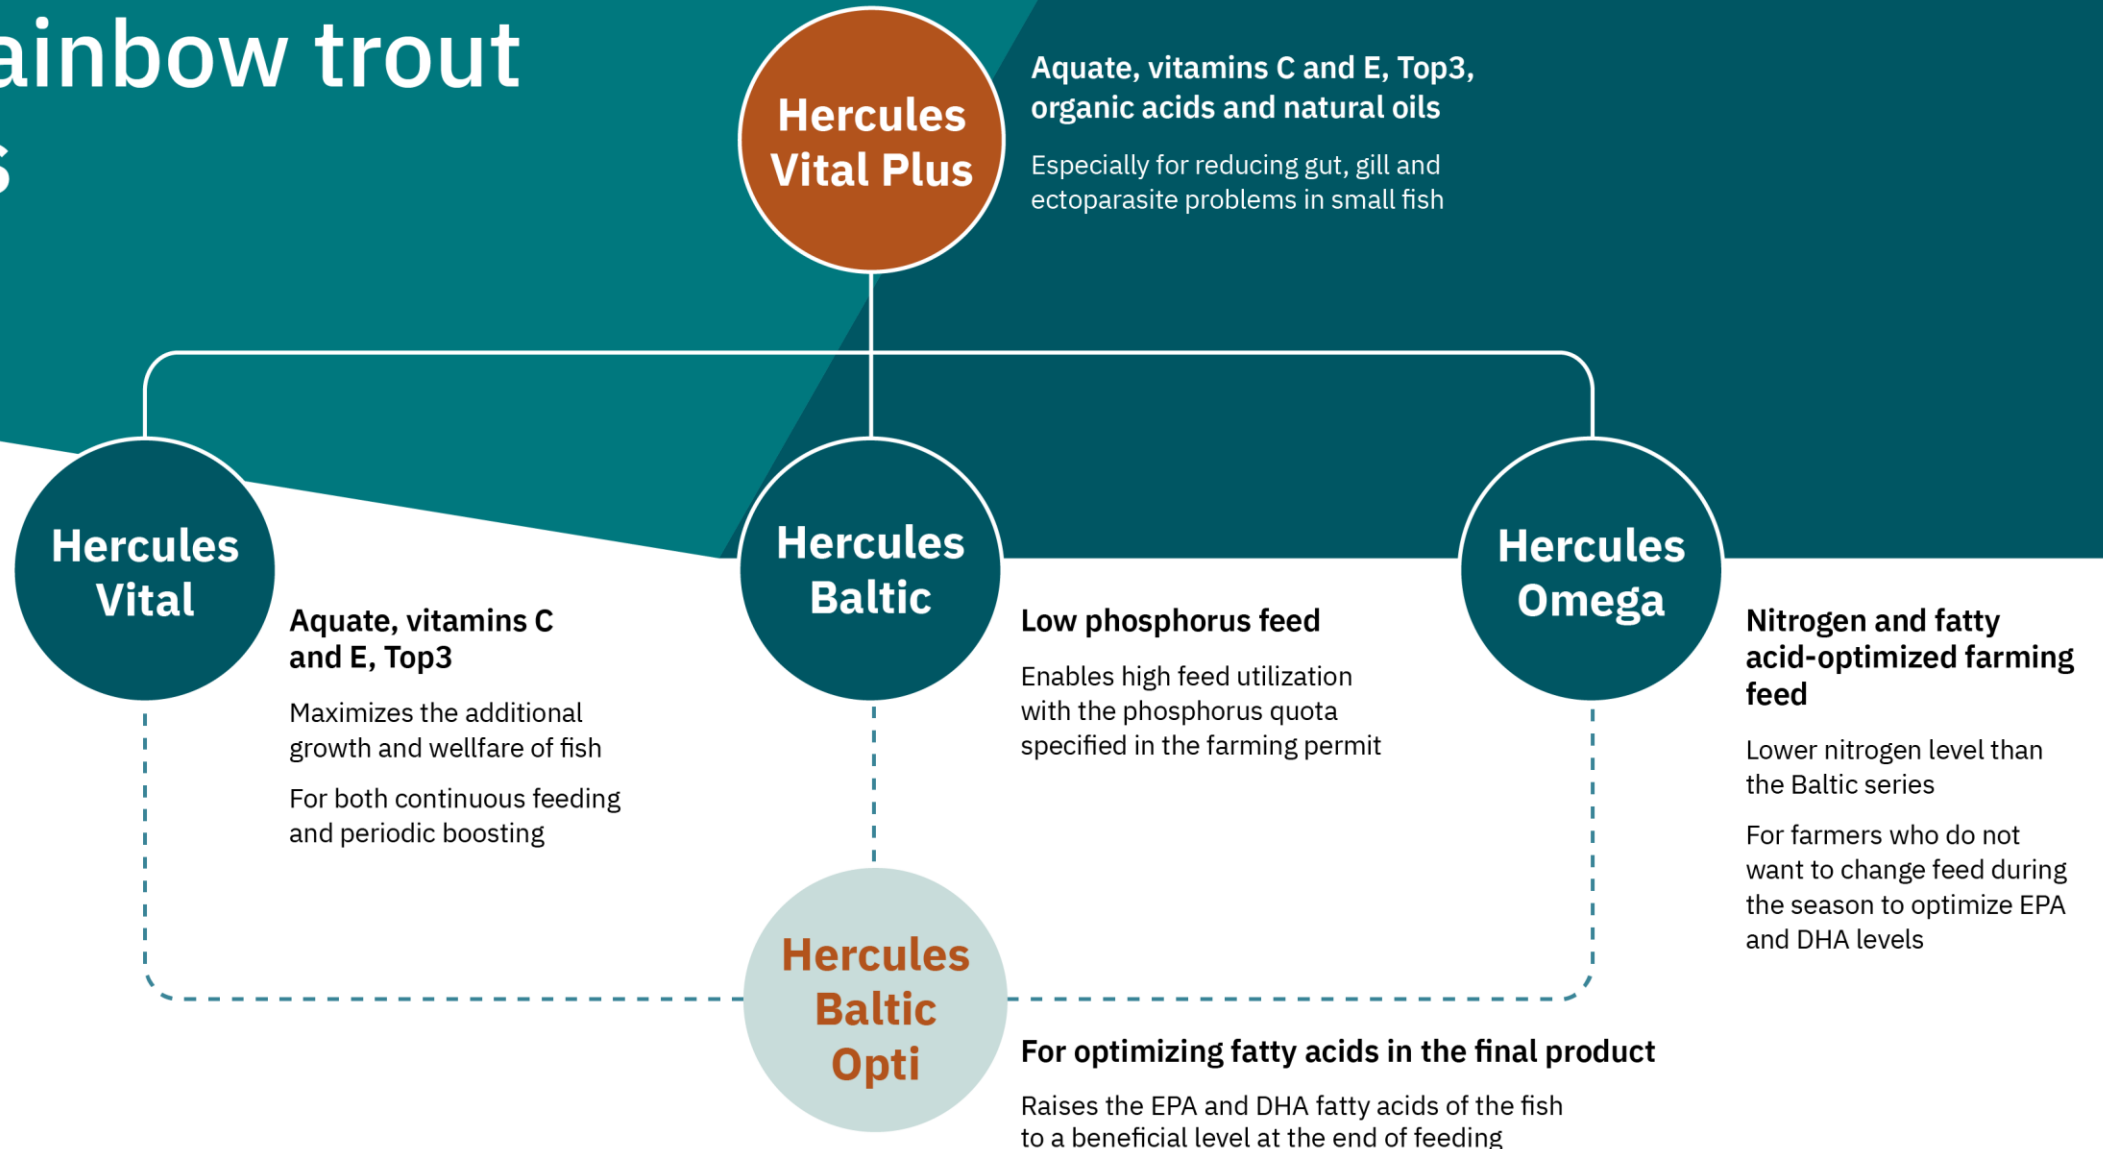 ainbow trout
s
Hercules
Vital Plus
Aquate, vitamins C and E, Top3,
organic acids and natural oils
Especially for reducing gut, gill and
ectoparasite problems in small fish
Hercules
Vital
Aquate, vitamins C
and E, Top3
Maximizes the additional
growth and wellfare of fish
For both continuous feeding
and periodic boosting
Hercules
Baltic
Low phosphorus feed
Enables high feed utilization
with the phosphorus quota
specified in the farming permit
Hercules
Omega
Nitrogen and fatty
acid-optimized farming
feed
Lower nitrogen level than
the Baltic series
For farmers who do not
want to change feed during
the season to optimize EPA
and DHA levels
Hercules
Baltic
Opti
For optimizing fatty acids in the final product
Raises the EPA and DHA fatty acids of the fish
to a beneficial level at the end of feeding